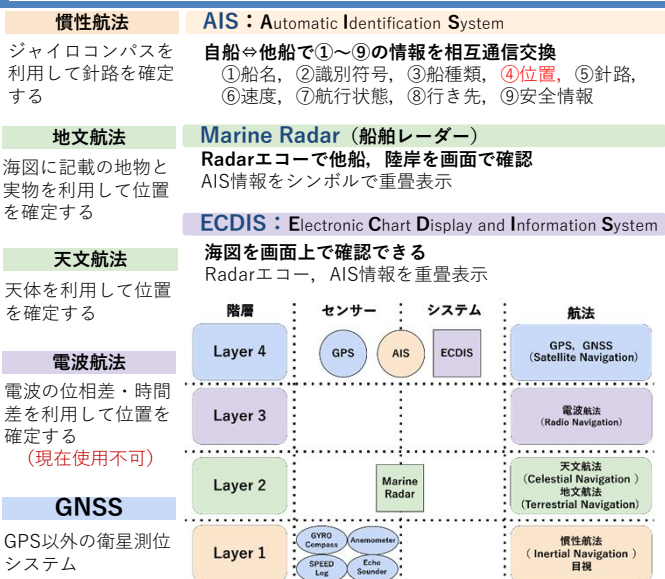 慣性航法
ジャイロコンパスを
利用して針路を確定
する
地文航法
海図に記載の地物と
実物を利用して位置
を確定する
天文航法
天体を利用して位置
を確定する
電波航法
電波の位相差・時間
差を利用して位置を
確定する
（現在使用不可）
GNSS
GPS以外の衛星測位
システム
AIS：Automatic Identification System
自船⇔他船で①～⑨の情報を相互通信交換
①船名，②識別符号，③船種類，④位置，⑤針路，
⑥速度，⑦航行状態，⑧行き先，⑨安全情報
Marine Radar（船舶レーダー）
Radarエコーで他船，陸岸を画面で確認
AIS情報をシンボルで重畳表示
ECDIS：Electronic Chart Display and Information System
海図を画面上で確認できる
Radarエコー，AIS情報を重畳表示
階層 センサー システム 航法
Layer 4
GPS
AIS
ECDIS
GPS，GNSS
（Satellite Navigation）
Layer 3
電波航法
（Radio Navigation）
Layer 2
Marine
Radar
天文航法
（Celestial Navigation ）
地文航法
（Terrestrial Navigation）
Layer 1
GYRO
Compass
Anemometer
SPEED
Log
Echo
Sounder
慣性航法
（ Inertial Navigation ）
目視